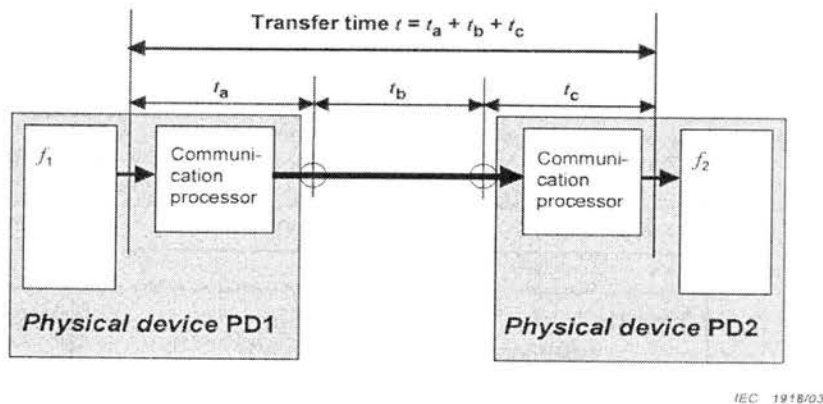 Transfer time t = ta + tb + tc
ta
tb
tc
f1
Communi-
cation
processor
Communi-
cation
processor
f2
Physical device PD1
Physical device PD2
IEC 1918/03